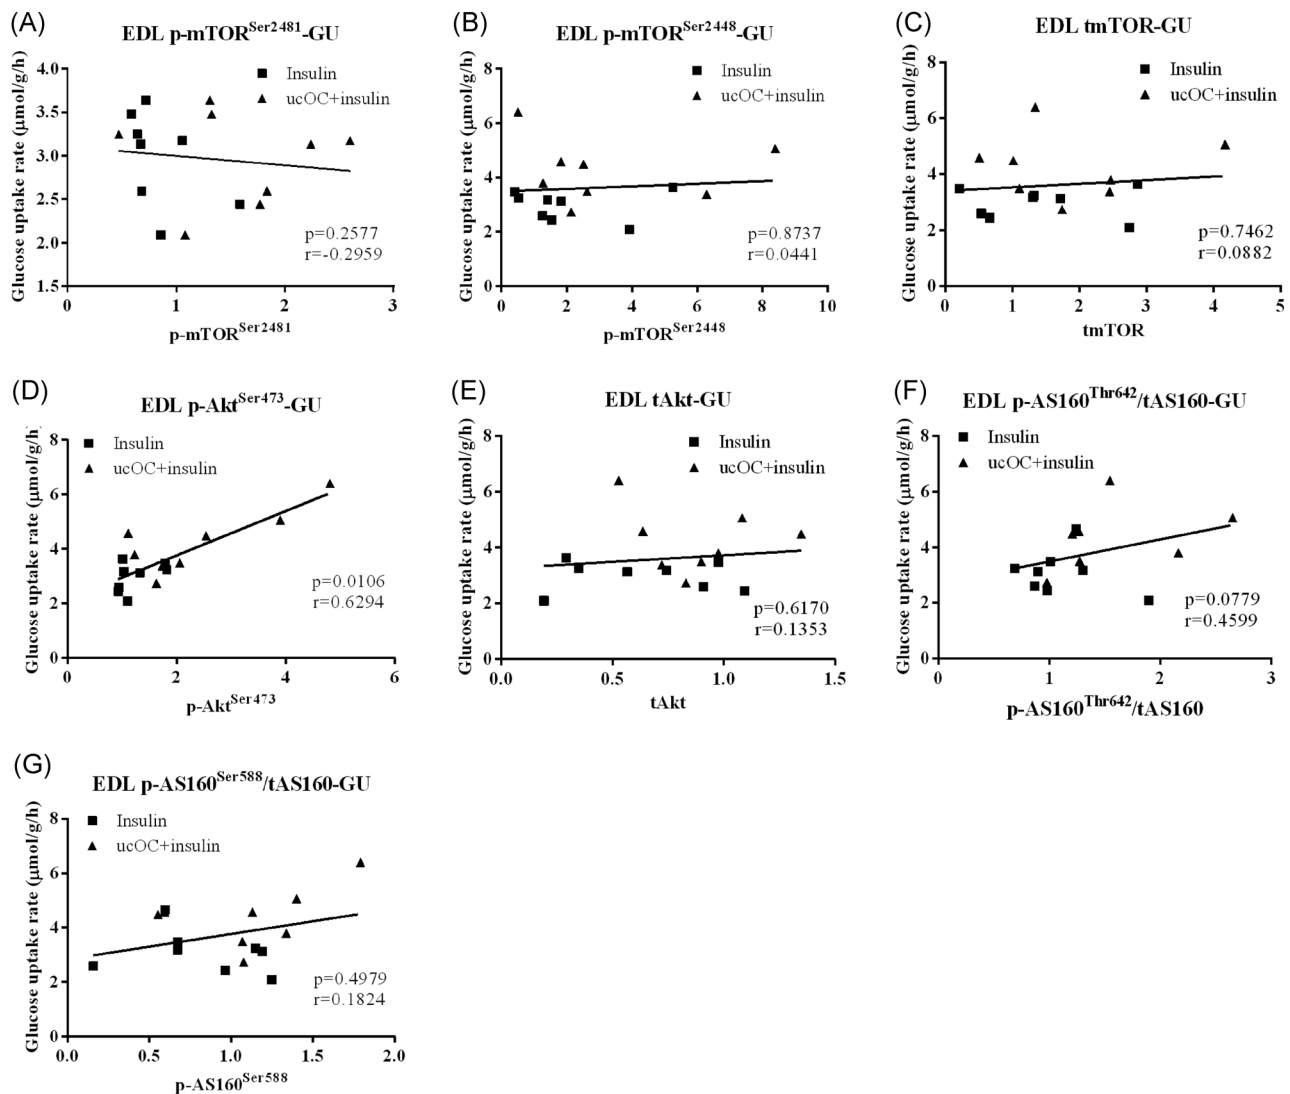 (A)
EDL p-mTORSer2481-GU
Glucose uptake rate (µmol/g/h)
4.0
3.5
3.0
2.5
2.0
1.5
Insulin
ucOC+insulin
p=0.2577
r=-0.2959
0 1 2 3
p-mTORSer2481
(B)
EDL p-mTORSer2448-GU
Glucose uptake rate (µmol/g/h)
8
6
4
2
0
Insulin
ucOC+insulin
p=0.8737
r=0.0441
0 2 4 6 8 10
p-mTORSer2448
(C)
EDL tmTOR-GU
Glucose uptake rate (µmol/g/h)
8
6
4
2
0
Insulin
ucOC+insulin
p=0.7462
r=0.0882
0 1 2 3 4 5
tmTOR
(D)
EDL p-AktSer473-GU
Glucose uptake rate (µmol/g/h)
8
6
4
2
0
Insulin
ucOC+insulin
p=0.0106
r=0.6294
0 2 4 6
p-AktSer473
(E)
EDL tAkt-GU
Glucose uptake rate (µmol/g/h)
8
6
4
2
0
Insulin
ucOC+insulin
p=0.6170
r=0.1353
0.0 0.5 1.0 1.5
tAkt
(F)
EDL p-AS160Thr642/tAS160-GU
Glucose uptake rate (µmol/g/h)
8
6
4
2
0
Insulin
ucOC+insulin
p=0.0779
r=0.4599
0 1 2 3
p-AS160Thr642/tAS160
(G)
EDL p-AS160Ser588/tAS160-GU
Glucose uptake rate (µmol/g/h)
8
6
4
2
0
Insulin
ucOC+insulin
p=0.4979
r=0.1824
0.0 0.5 1.0 1.5 2.0
p-AS160Ser588